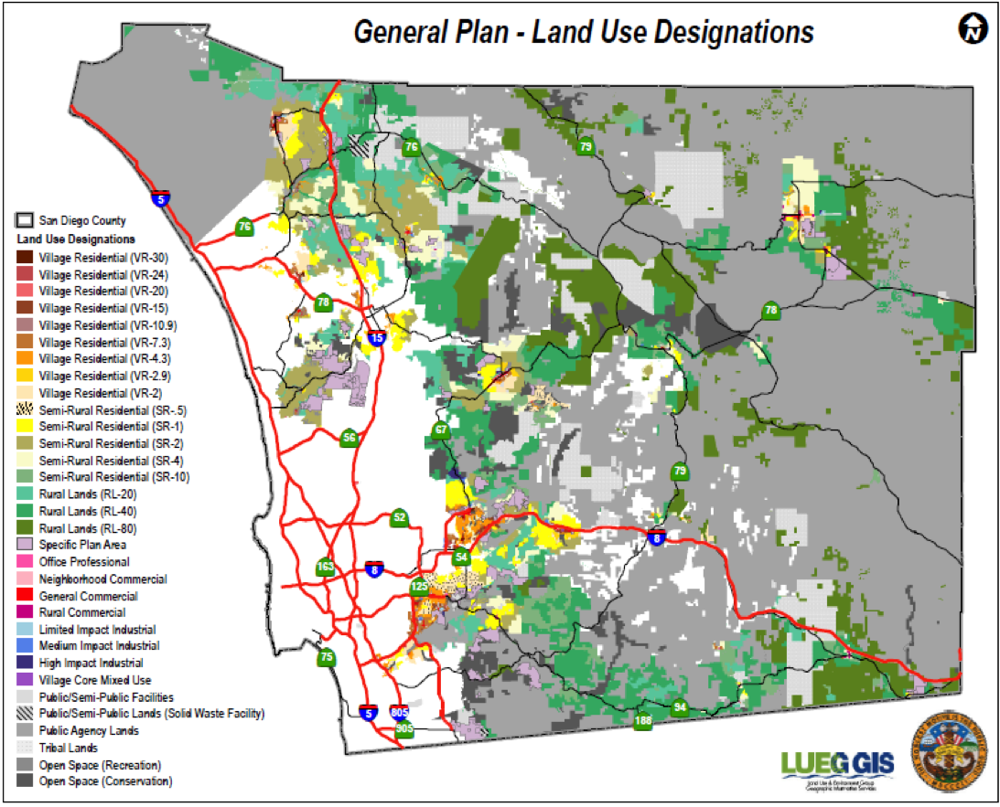 General Plan - Land Use Designations
N
76
79
5
76
San Diego County
Land Use Designations
Village Residential (VR-30)
Village Residential (VR-24)
Village Residential (VR-20)
Village Residential (VR-15)
Village Residential (VR-10.9)
Village Residential (VR-7.3)
Village Residential (VR-4.3)
Village Residential (VR-2.9)
Village Residential (VR-2)
Semi-Rural Residential (SR-.5)
Semi-Rural Residential (SR-1)
Semi-Rural Residential (SR-2)
Semi-Rural Residential (SR-4)
Semi-Rural Residential (SR-10)
Rural Lands (RL-20)
Rural Lands (RL-40)
Rural Lands (RL-80)
Specific Plan Area
Office Professional
Neighborhood Commercial
General Commercial
Rural Commercial
Limited Impact Industrial
Medium Impact Industrial
High Impact Industrial
Village Core Mixed Use
Public/Semi-Public Facilities
Public/Semi-Public Lands (Solid Waste Facility)
Public Agency Lands
Tribal Lands
Open Space (Recreation)
Open Space (Conservation)
78
78
15
67
56
79
52
8
54
163
8
125
75
94
188
5
805
905
LUEG GIS
Land Use & Environment Group
Geographic Information Services